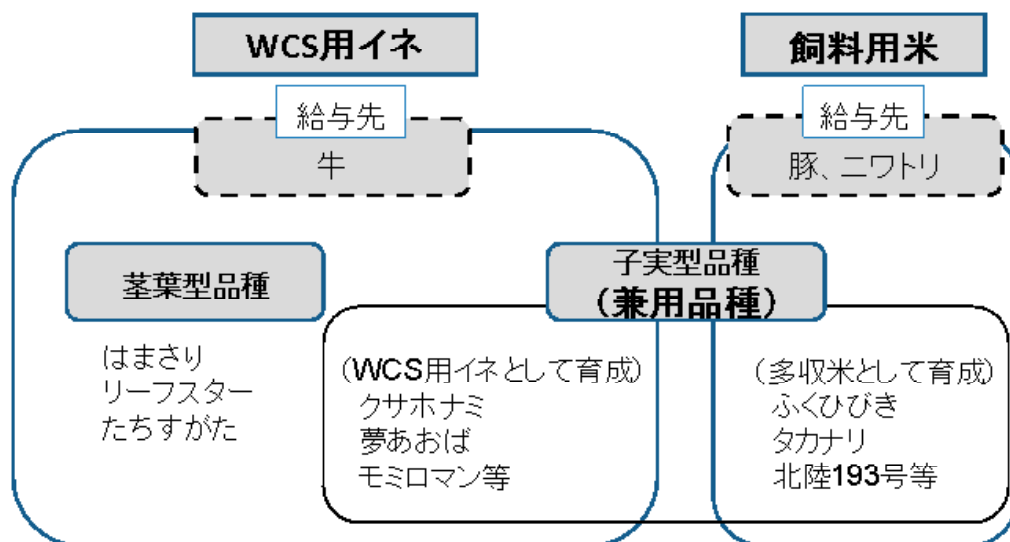 WCS用イネ
給与先
牛
飼料用米
給与先
豚、ニワトリ
茎葉型品種
はまさり
リーフスター
たちすがた
子実型品種
（兼用品種）
(WCS用イネとして育成)
クサホナミ
夢あおば
モミロマン等
(多収米として育成)
ふくひびき
タカナリ
北陸193号等